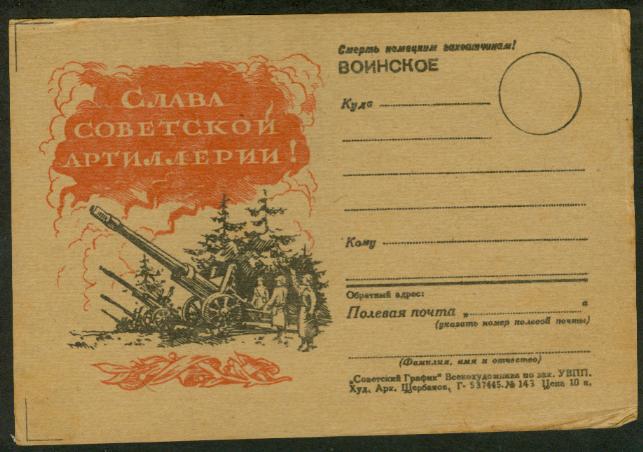 СЛАВА
СОВЕТСКОЙ
АРТИЛЛЕРИИ!
Смерть немецким захватчикам!
ВОИНСКОЕ
Куда
Кому
Обратный адрес:
Полевая почта „ "
(указать номер полевой почты)
(Фамилия, имя и отчество)
„Советский График" Всекохудожника по зак. УВПП.
Худ. Арх. Щербаков, Г- 537445. № 143 Цена 10 к.